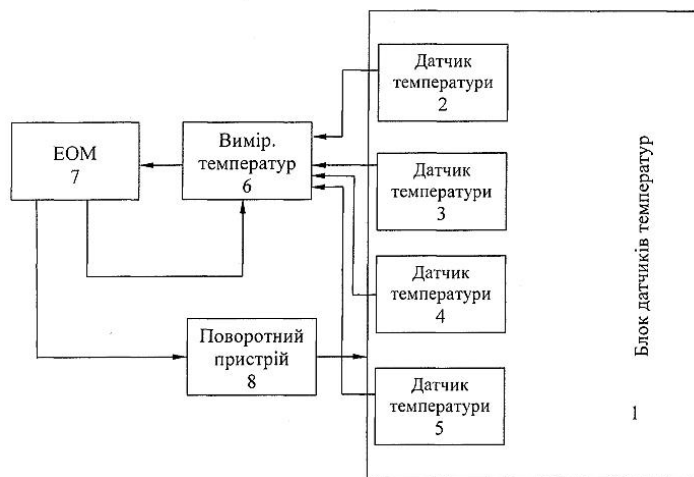 Датчик
температури
2
Вимір.
температур
6
ЕОМ
7
Датчик
температури
3
Датчик
температури
4
Поворотний
пристрій
8
Датчик
температури
5
Блок датчиків температур
1